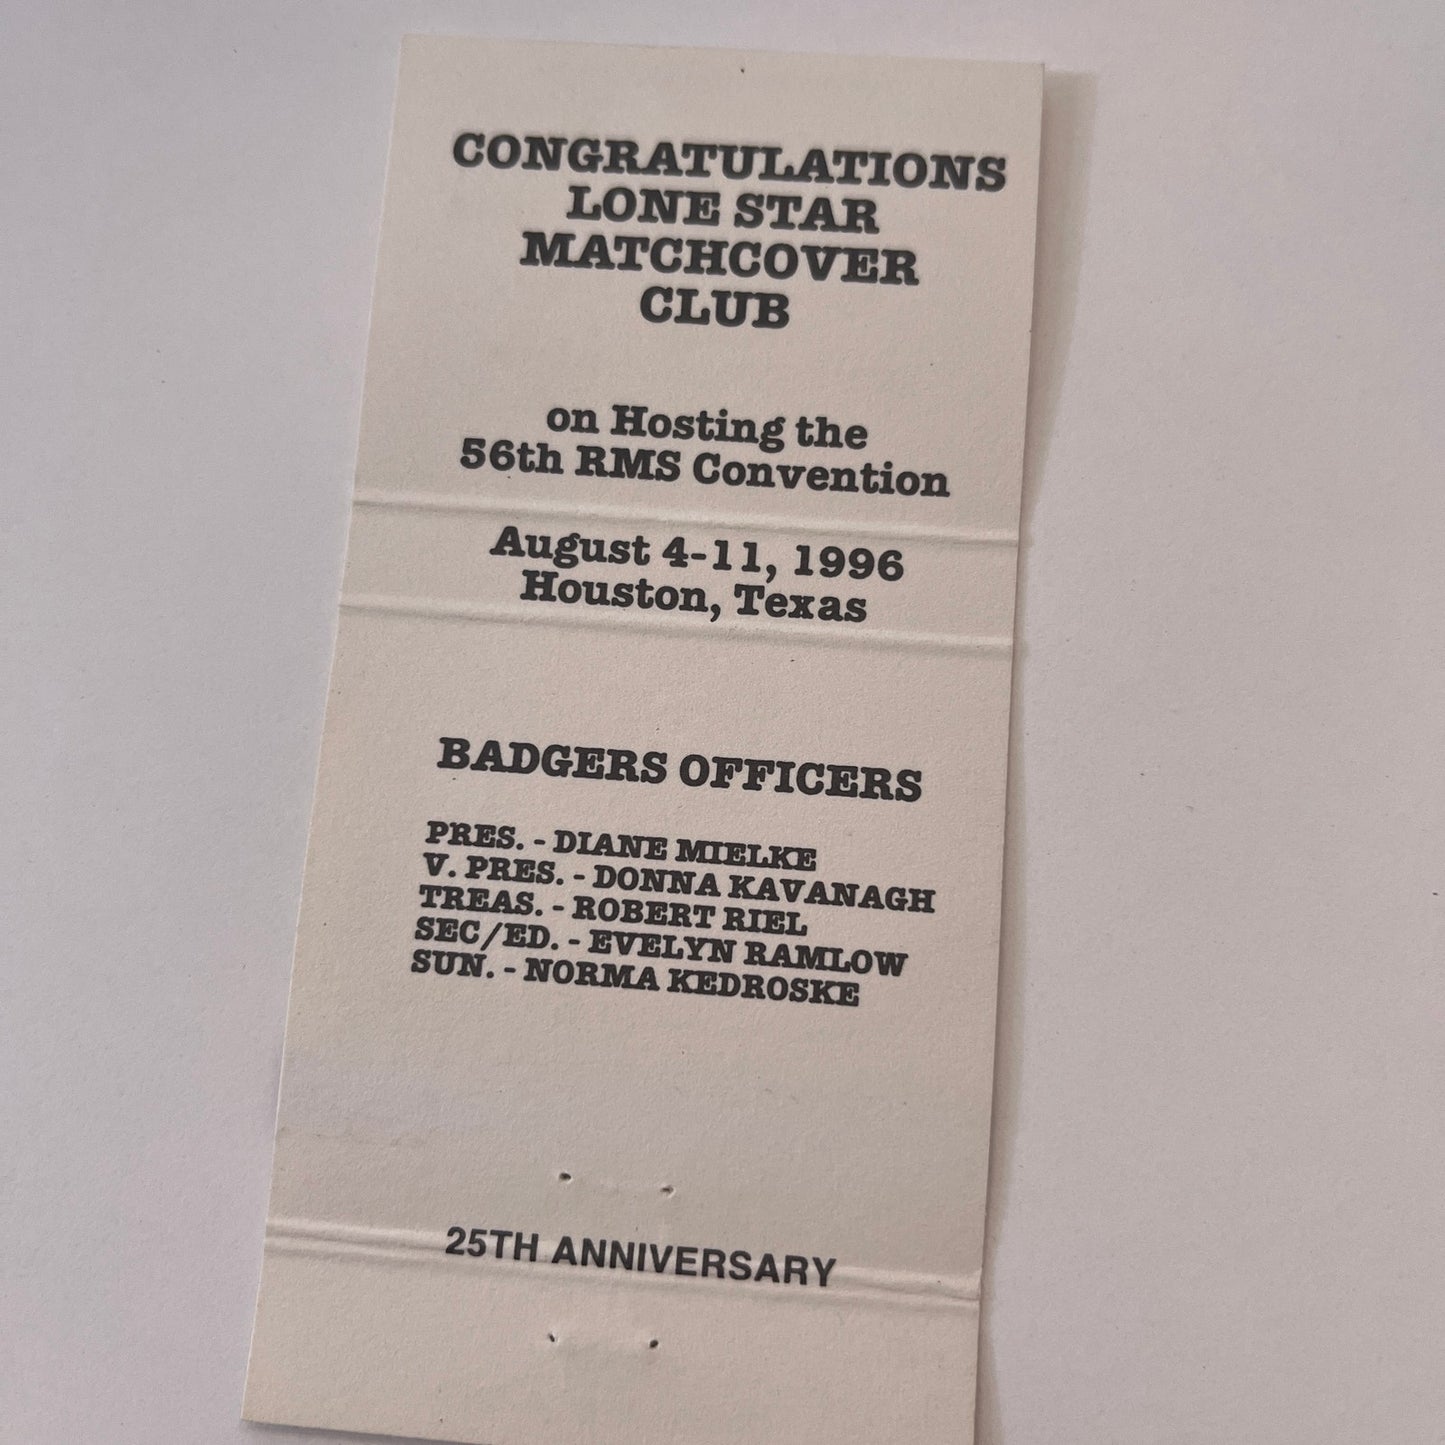 CONGRATULATIONS
LONE STAR
MATCHCOVER
CLUB
on Hosting the
56th RMS Convention
August 4-11, 1996
Houston, Texas
BADGERS OFFICERS
PRES. - DIANE MIELKE
V. PRES. - DONNA KAVANAGH
TREAS. - ROBERT RIEL
SEC/ED. - EVELYN RAMLOW
SUN. - NORMA KEDROSKE
25TH ANNIVERSARY